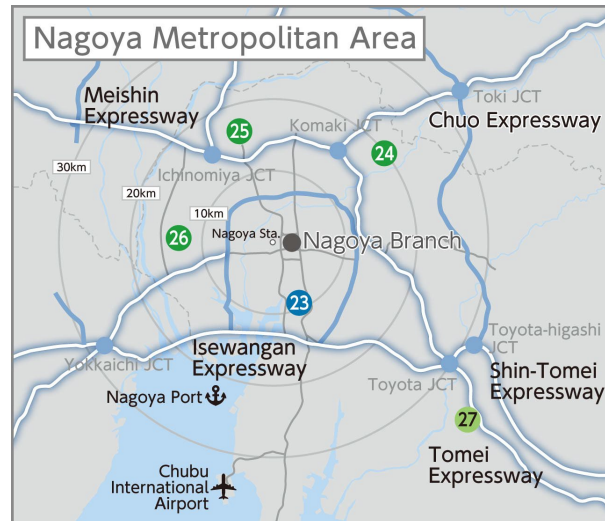 Nagoya Metropolitan Area
Meishin
Expressway
Toki JCT
25
Komaki JCT
Chuo Expressway
24
30km
Ichinomiya JCT
20km
10km
26
Nagoya Sta.
Nagoya Branch
23
Toyota-higashi
JCT
Isewangan
Expressway
Yokkaichi JCT
Toyota JCT
Shin-Tomei
Expressway
Nagoya Port
27
Tomei
Expressway
Chubu
International
Airport